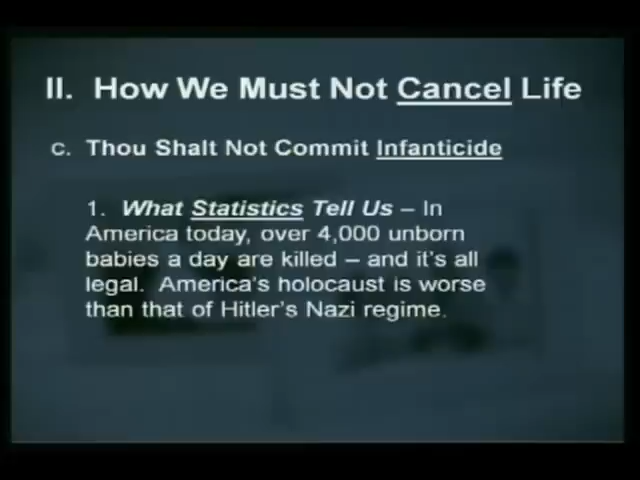 II. How We Must Not Cancel Life
c. Thou Shalt Not Commit Infanticide
1. What Statistics Tell Us – In
America today, over 4,000 unborn
babies a day are killed – and it's all
legal. America's holocaust is worse
than that of Hitler's Nazi regime.